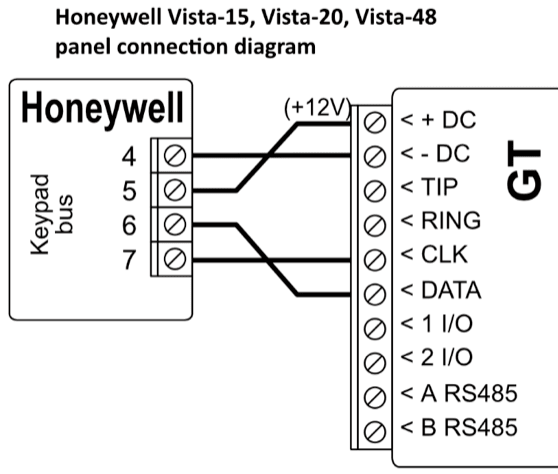 Honeywell Vista-15, Vista-20, Vista-48
panel connection diagram
Honeywell
Keypad
bus
4
5
6
7
(+12V)
< + DC
< - DC
< TIP
< RING
< CLK
< DATA
< 1 I/O
< 2 I/O
< A RS485
< B RS485
GT